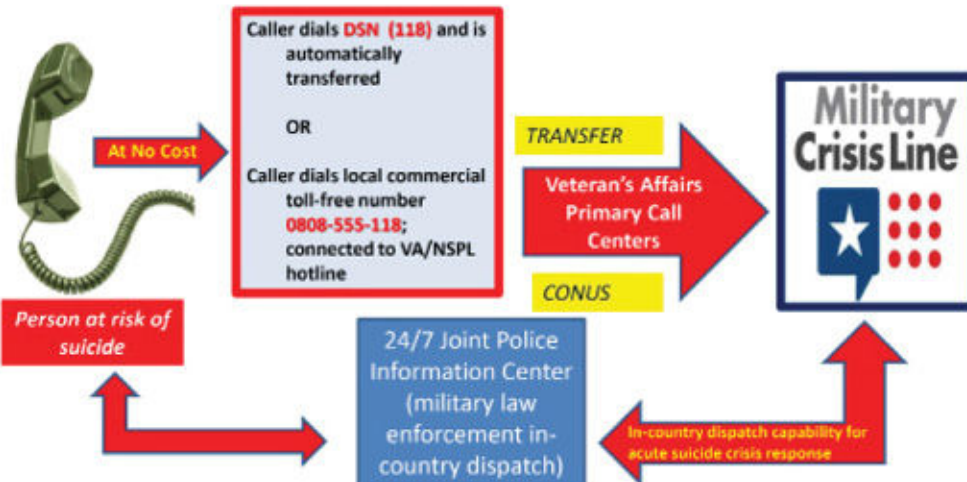 Caller dials DSN (118) and is
automatically
transferred
OR
Caller dials local commercial
toll-free number
0808-555-118;
connected to VA/NSPL
hotline
At No Cost
TRANSFER
Veteran's Affairs
Primary Call
Centers
CONUS
Military
Crisis Line
Person at risk of
suicide
24/7 Joint Police
Information Center
(military law
enforcement in-
country dispatch)
In-country dispatch capability for
acute suicide crisis response